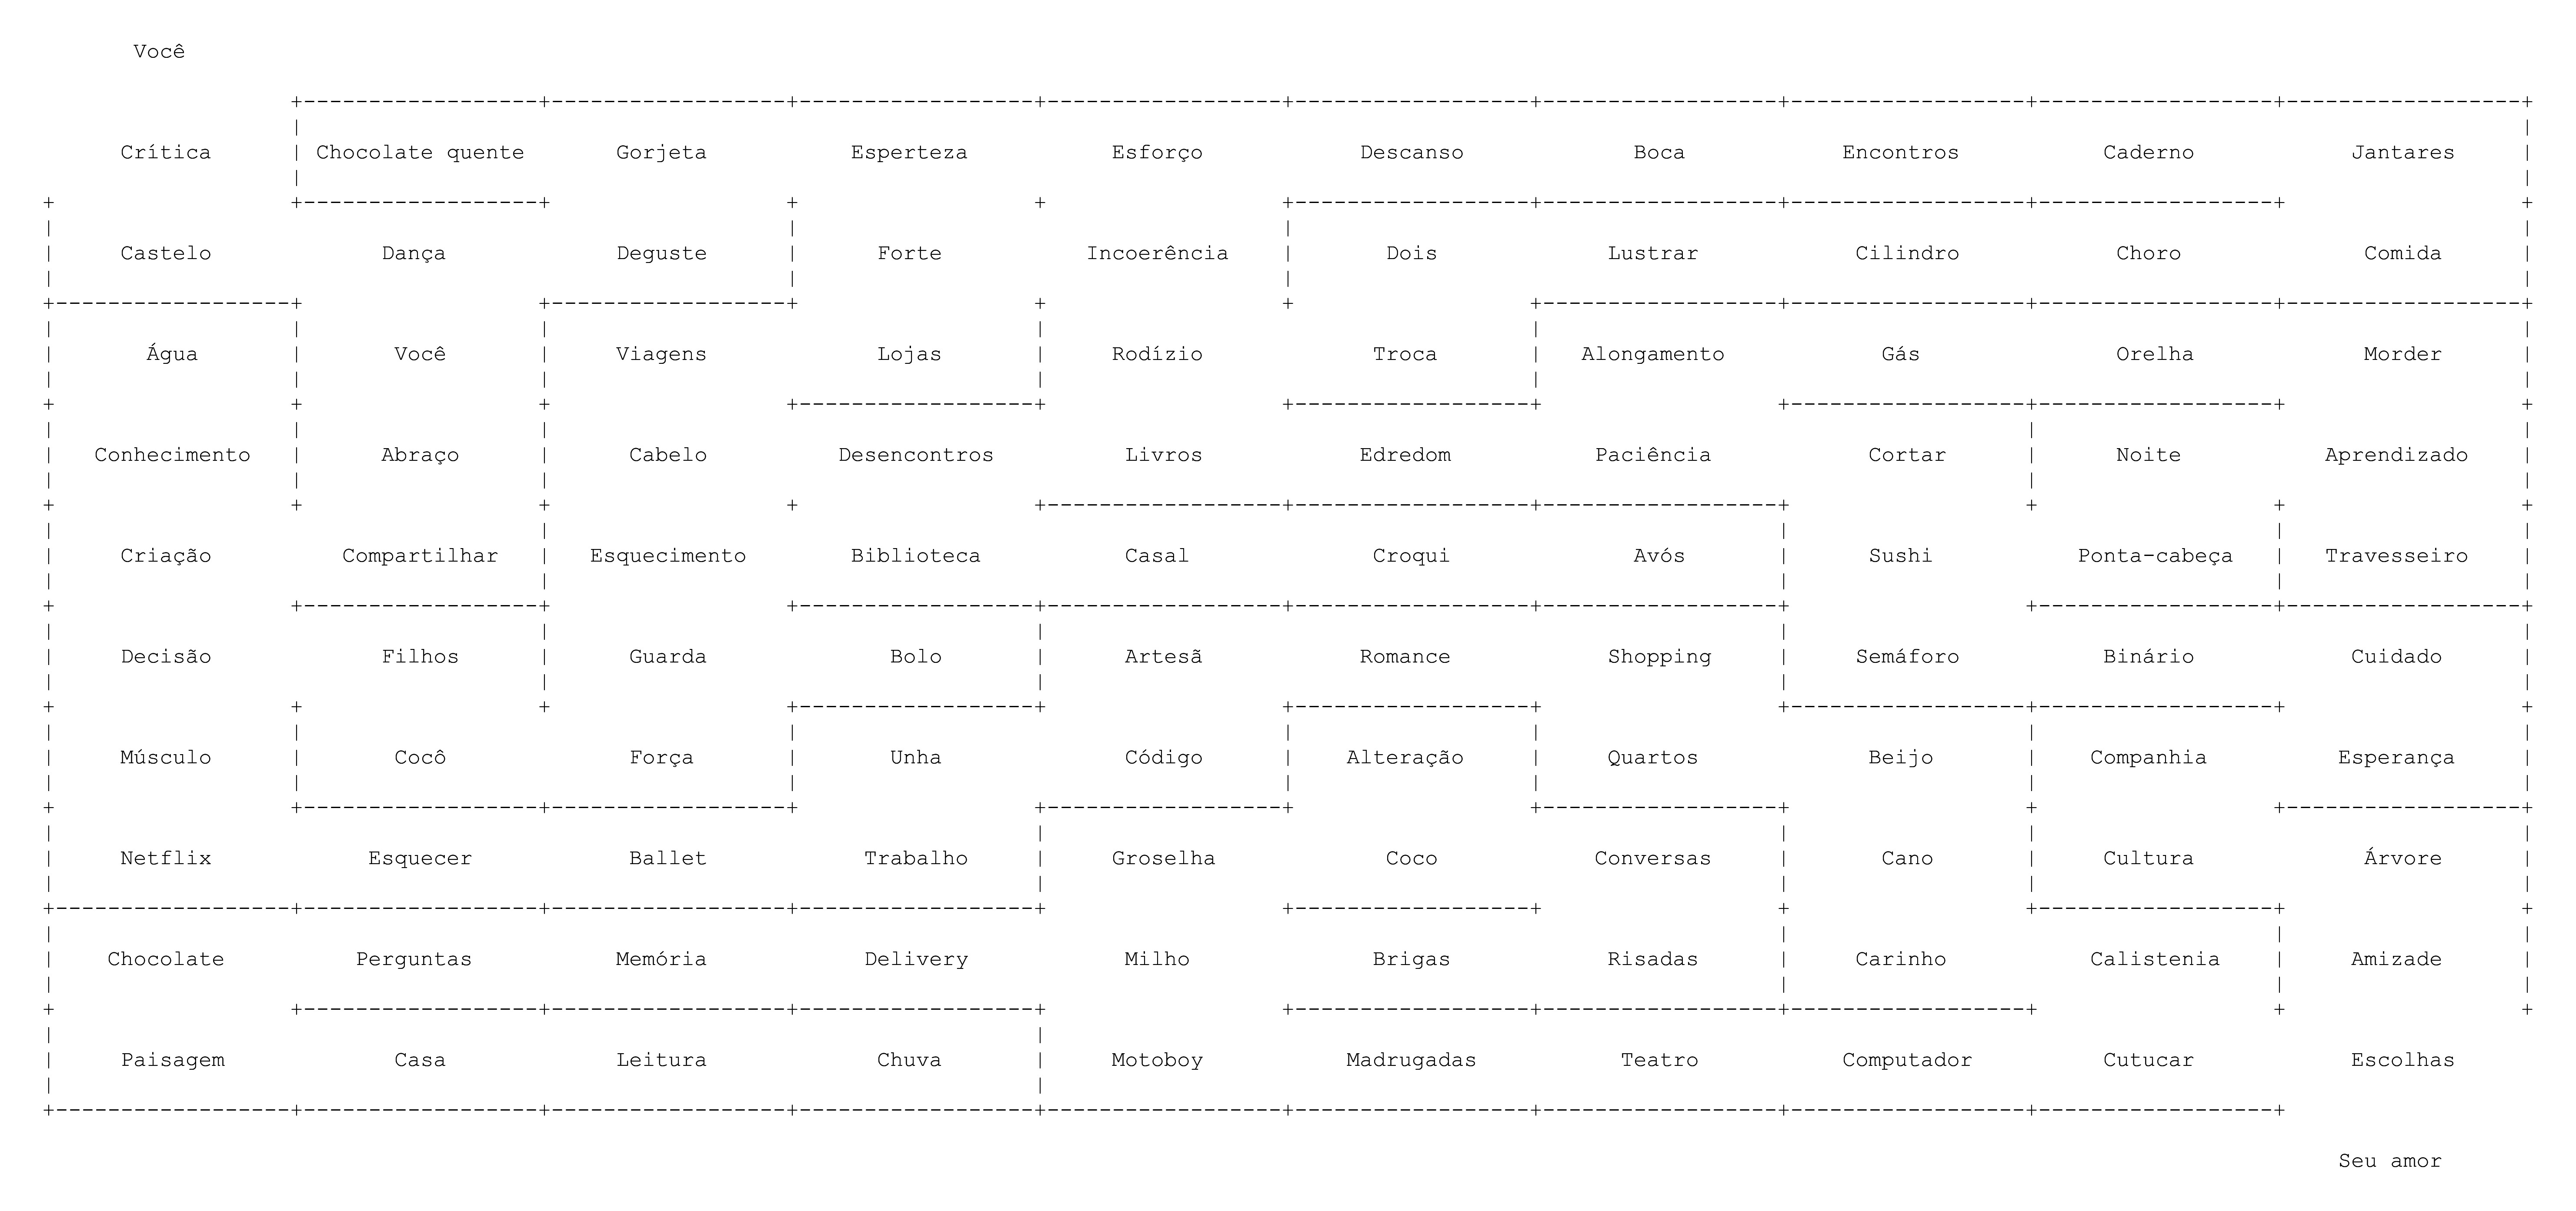 Você
Crítica Chocolate quente Gorjeta Esperteza Esforço Descanso Boca Encontros Caderno Jantares
Castelo Dança Deguste Forte Incoerência Dois Lustrar Cilindro Choro Comida
Água Você Viagens Lojas Rodízio Troca Alongamento Gás Orelha Morder
Conhecimento Abraço Cabelo Desencontros Livros Edredom Paciência Cortar Noite Aprendizado
Criação Compartilhar Esquecimento Biblioteca Casal Croqui Avós Sushi Ponta-cabeça Travesseiro
Decisão Filhos Guarda Bolo Artesã Romance Shopping Semáforo Binário Cuidado
Músculo Cocô Força Unha Código Alteração Quartos Beijo Companhia Esperança
Netflix Esquecer Ballet Trabalho Groselha Coco Conversas Cano Cultura Árvore
Chocolate Perguntas Memória Delivery Milho Brigas Risadas Carinho Calistenia Amizade
Paisagem Casa Leitura Chuva Motoboy Madrugadas Teatro Computador Cutucar Escolhas
Seu amor